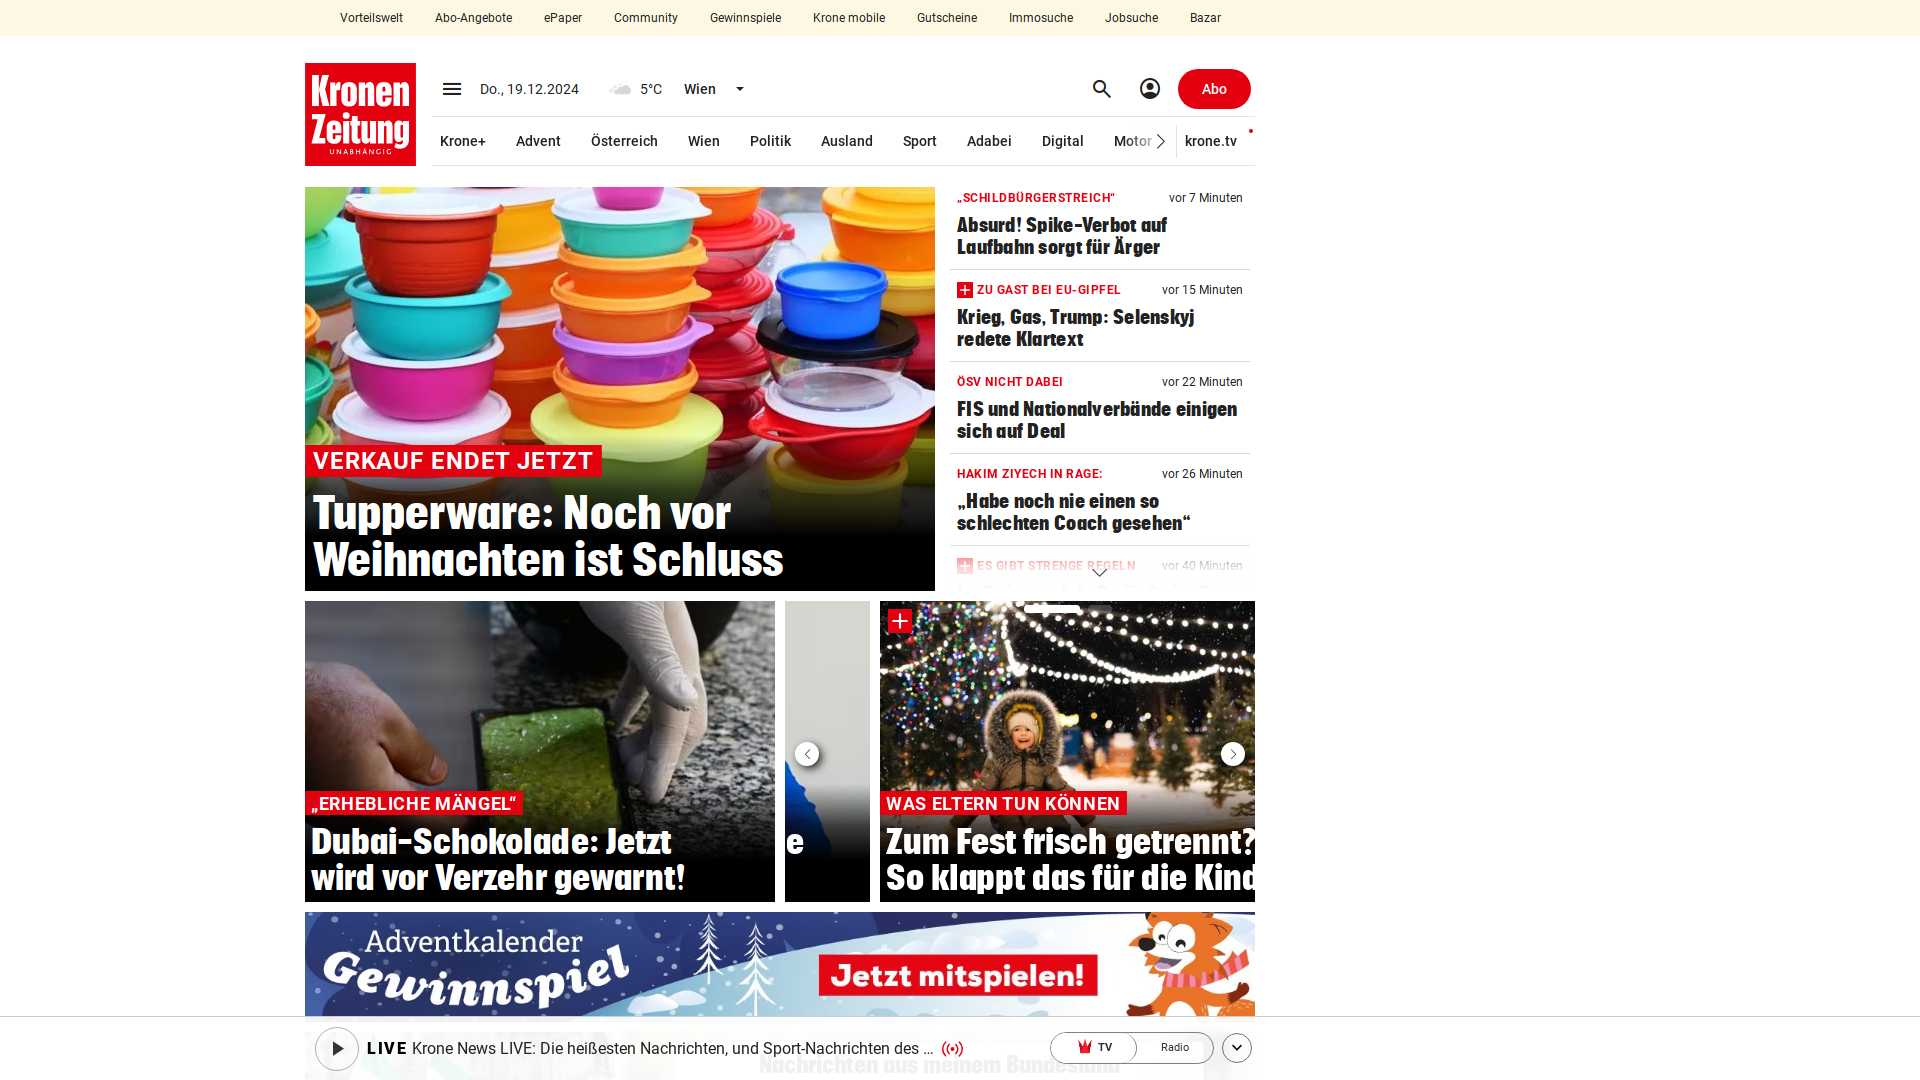 Vorteilswelt Abo-Angebote ePaper Community Gewinnspiele Krone mobile Gutscheine Immosuche Jobsuche Bazar
Kronen
Zeitung
UNABHÄNGIG
Do., 19.12.2024 5°C Wien
Abo
Krone+ Advent Österreich Wien Politik Ausland Sport Adabei Digital Motor krone.tv
VERKAUF ENDET JETZT
Tupperware: Noch vor
Weihnachten ist Schluss
„SCHILDBÜRGERSTREICH“ vor 7 Minuten
Absurd! Spike-Verbot auf
Laufbahn sorgt für Ärger
ZU GAST BEI EU-GIPFEL vor 15 Minuten
Krieg, Gas, Trump: Selenskyj
redete Klartext
ÖSV NICHT DABEI vor 22 Minuten
FIS und Nationalverbände einigen
sich auf Deal
HAKIM ZIYECH IN RAGE: vor 26 Minuten
„Habe noch nie einen so
schlechten Coach gesehen“
ES GIBT STRENGE REGELN vor 40 Minuten
„ERHEBLICHE MÄNGEL“
Dubai-Schokolade: Jetzt
wird vor Verzehr gewarnt!
e
WAS ELTERN TUN KÖNNEN
Zum Fest frisch getrennt?
So klappt das für die Kind
Adventkalender
Gewinnspiel
Jetzt mitspielen!
LIVE Krone News LIVE: Die heißesten Nachrichten, und Sport-Nachrichten des ...
TV Radio
Nachrichten aus meinem Bundesland